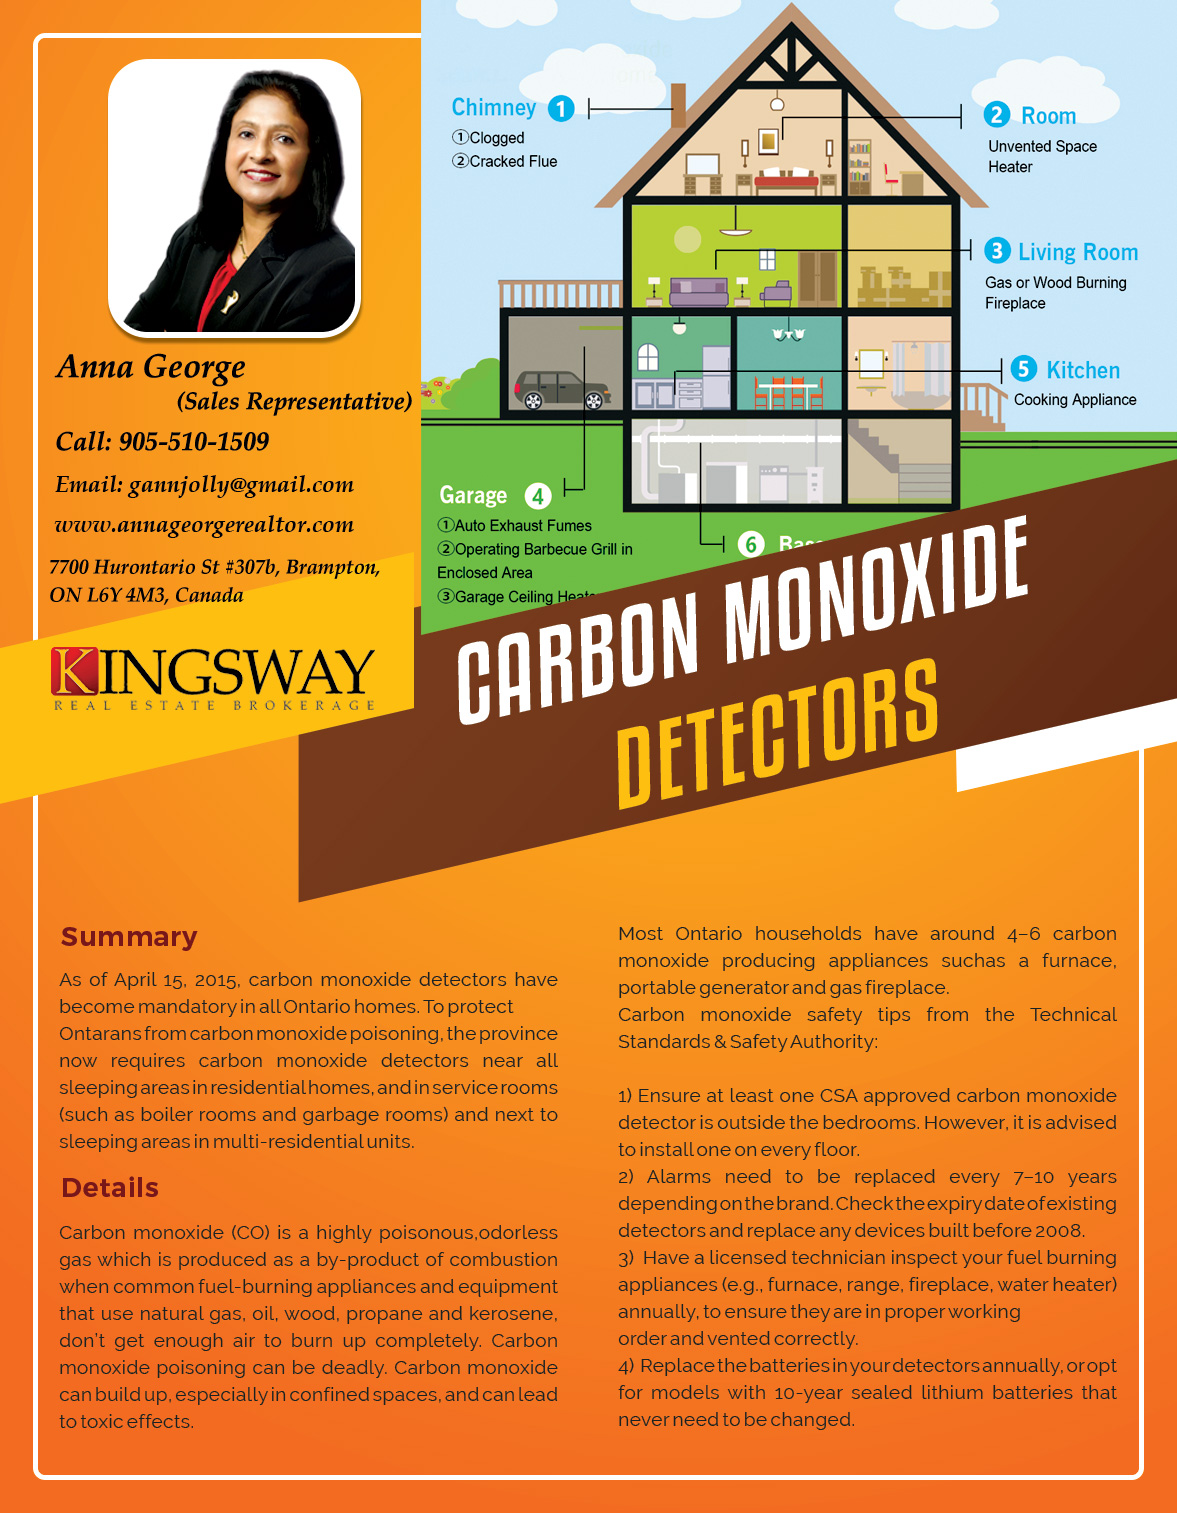 Anna George
(Sales Representative)
Call: 905-510-1509
Email: gannjolly@gmail.com
www.annageorgerealtor.com
7700 Hurontario St #307b, Brampton,
ON L6Y 4M3, Canada
KINGSWAY
REAL ESTATE BROKERAGE
Chimney 1
①Clogged
②Cracked Flue
2 Room
Unvented Space
Heater
3 Living Room
Gas or Wood Burning
Fireplace
5 Kitchen
Cooking Appliance
Garage 4
①Auto Exhaust Fumes
②Operating Barbecue Grill in
Enclosed Area
③Garage Ceiling
6
CARBON MONOXIDE
DETECTORS
Summary
As of April 15, 2015, carbon monoxide detectors have
become mandatory in all Ontario homes. To protect
Ontarans from carbon monoxide poisoning, the province
now requires carbon monoxide detectors near all
sleeping areas in residential homes, and in service rooms
(such as boiler rooms and garbage rooms) and next to
sleeping areas in multi-residential units.
Details
Carbon monoxide (CO) is a highly poisonous,odorless
gas which is produced as a by-product of combustion
when common fuel-burning appliances and equipment
that use natural gas, oil, wood, propane and kerosene,
don't get enough air to burn up completely. Carbon
monoxide poisoning can be deadly. Carbon monoxide
can build up, especially in confined spaces, and can lead
to toxic effects.
Most Ontario households have around 4–6 carbon
monoxide producing appliances suchas a furnace,
portable generator and gas fireplace.
Carbon monoxide safety tips from the Technical
Standards & Safety Authority:
1) Ensure at least one CSA approved carbon monoxide
detector is outside the bedrooms. However, it is advised
to install one on every floor.
2) Alarms need to be replaced every 7–10 years
depending on the brand. Check the expiry date of existing
detectors and replace any devices built before 2008.
3) Have a licensed technician inspect your fuel burning
appliances (e.g., furnace, range, fireplace, water heater)
annually, to ensure they are in proper working
order and vented correctly.
4) Replace the batteries in your detectors annually, or opt
for models with 10-year sealed lithium batteries that
never need to be changed.